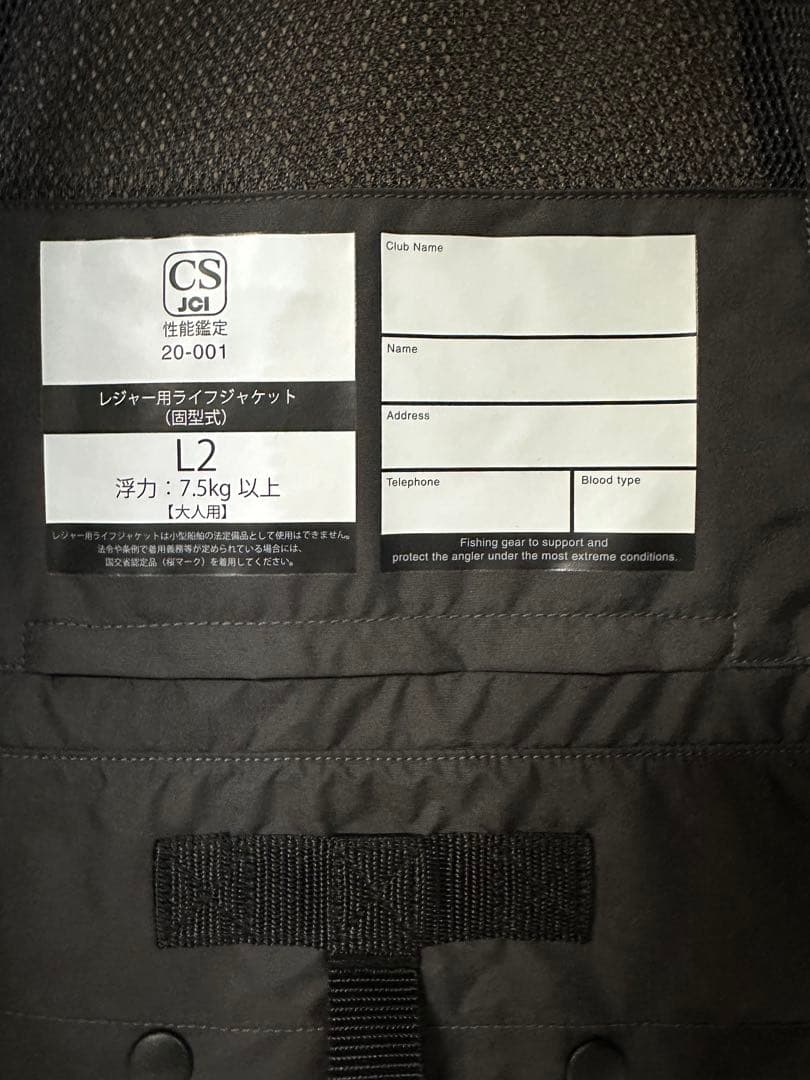 CS
JCI
性能鑑定
20-001
レジャー用ライフジャケット
（固型式）
L2
浮力：7.5kg 以上
【大人用】
レジャー用ライフジャケットは小型船舶の法定備品として使用はできません。
法令や条例で着用義務等が定められている場合には、
国交省認定品（桜マーク）を着用してください。
Club Name
Name
Address
Telephone
Blood type
Fishing gear to support and
protect the angler under the most extreme conditions.